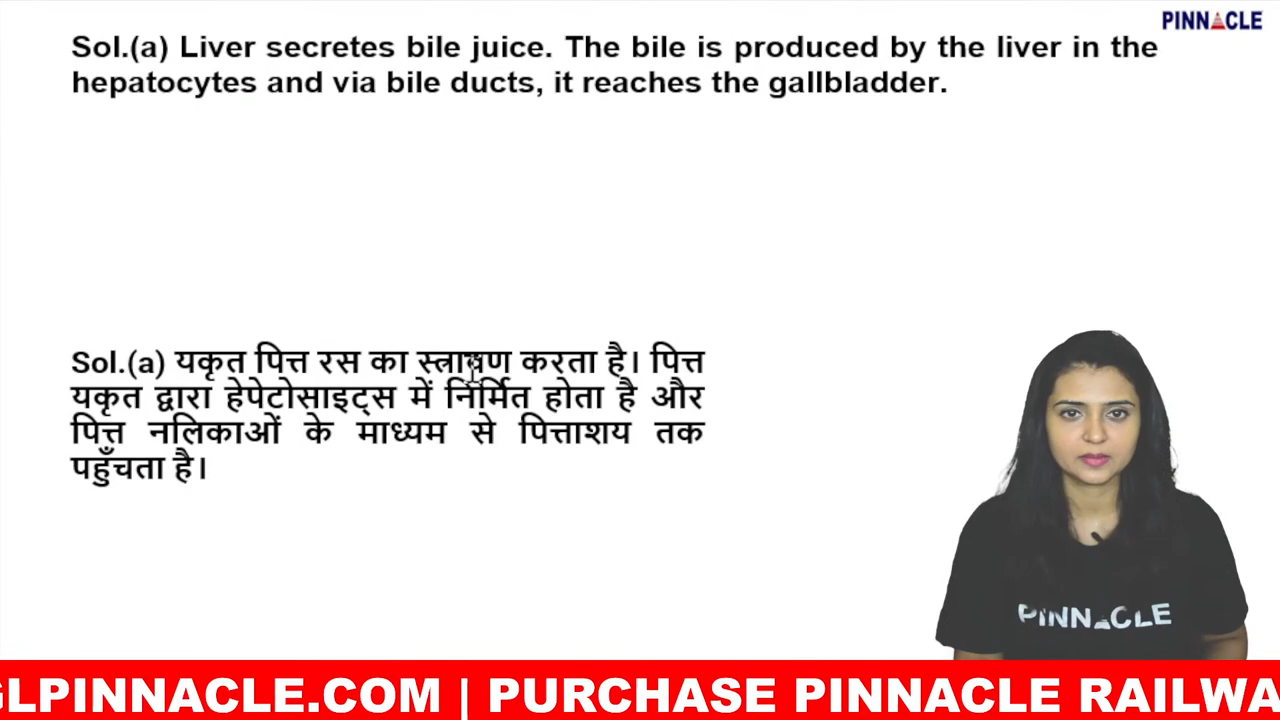 PINNACLE
Sol.(a) Liver secretes bile juice. The bile is produced by the liver in the
hepatocytes and via bile ducts, it reaches the gallbladder.
Sol.(a) यकृत पित्त रस का स्त्रावण करता है। पित्त
यकृत द्वारा हेपेटोसाइट्स में निर्मित होता है और
पित्त नलिकाओं के माध्यम से पित्ताशय तक
पहुँचता है।
PINNACLE
GLPINNACLE.COM | PURCHASE PINNACLE RAILWA